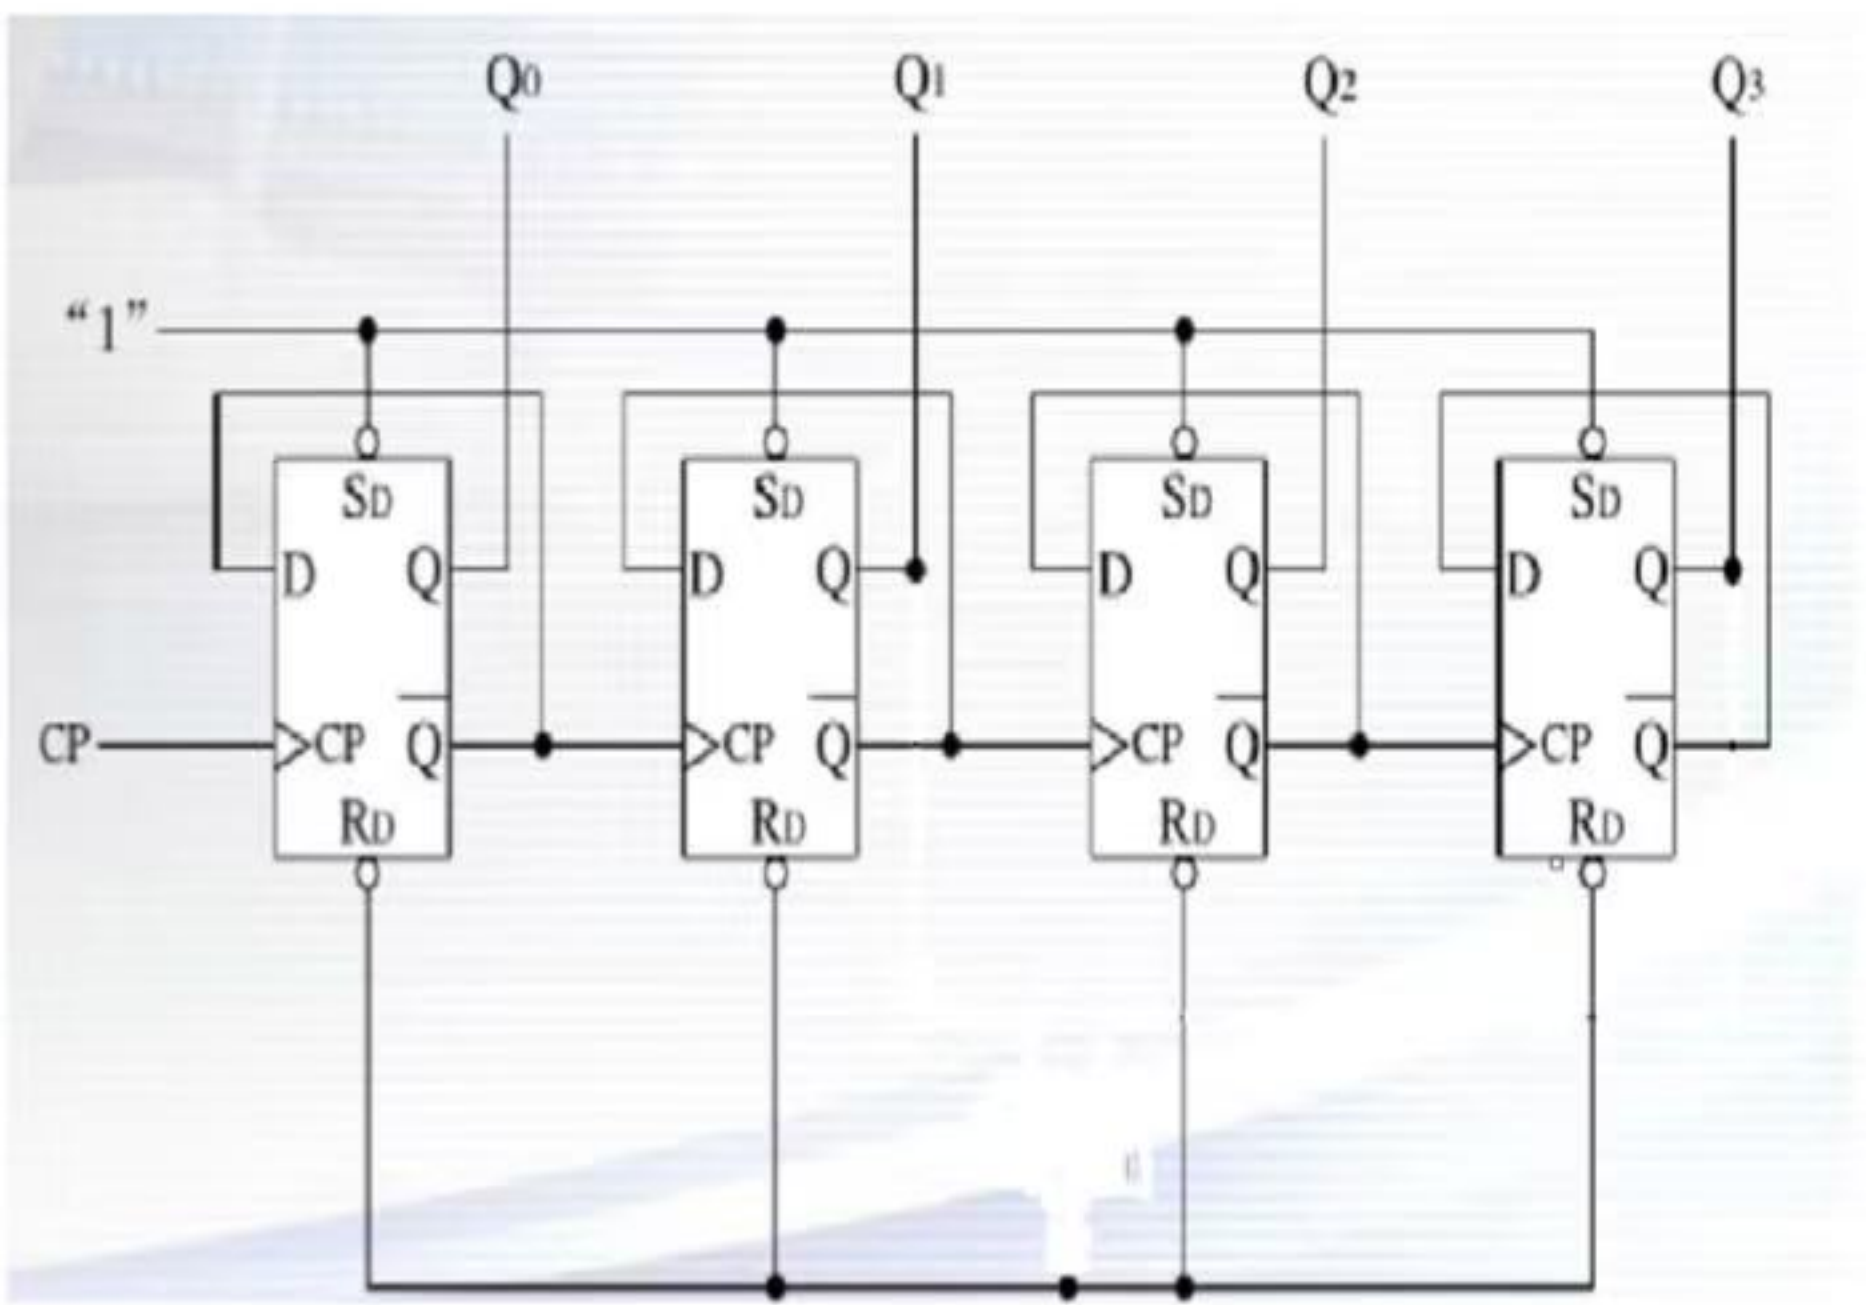 Q0 Q1 Q2 Q3
“1”
SD SD SD SD
D Q D Q D Q D Q
CP CP Q̅ CP Q̅ CP Q̅ CP Q̅
RD RD RD RD